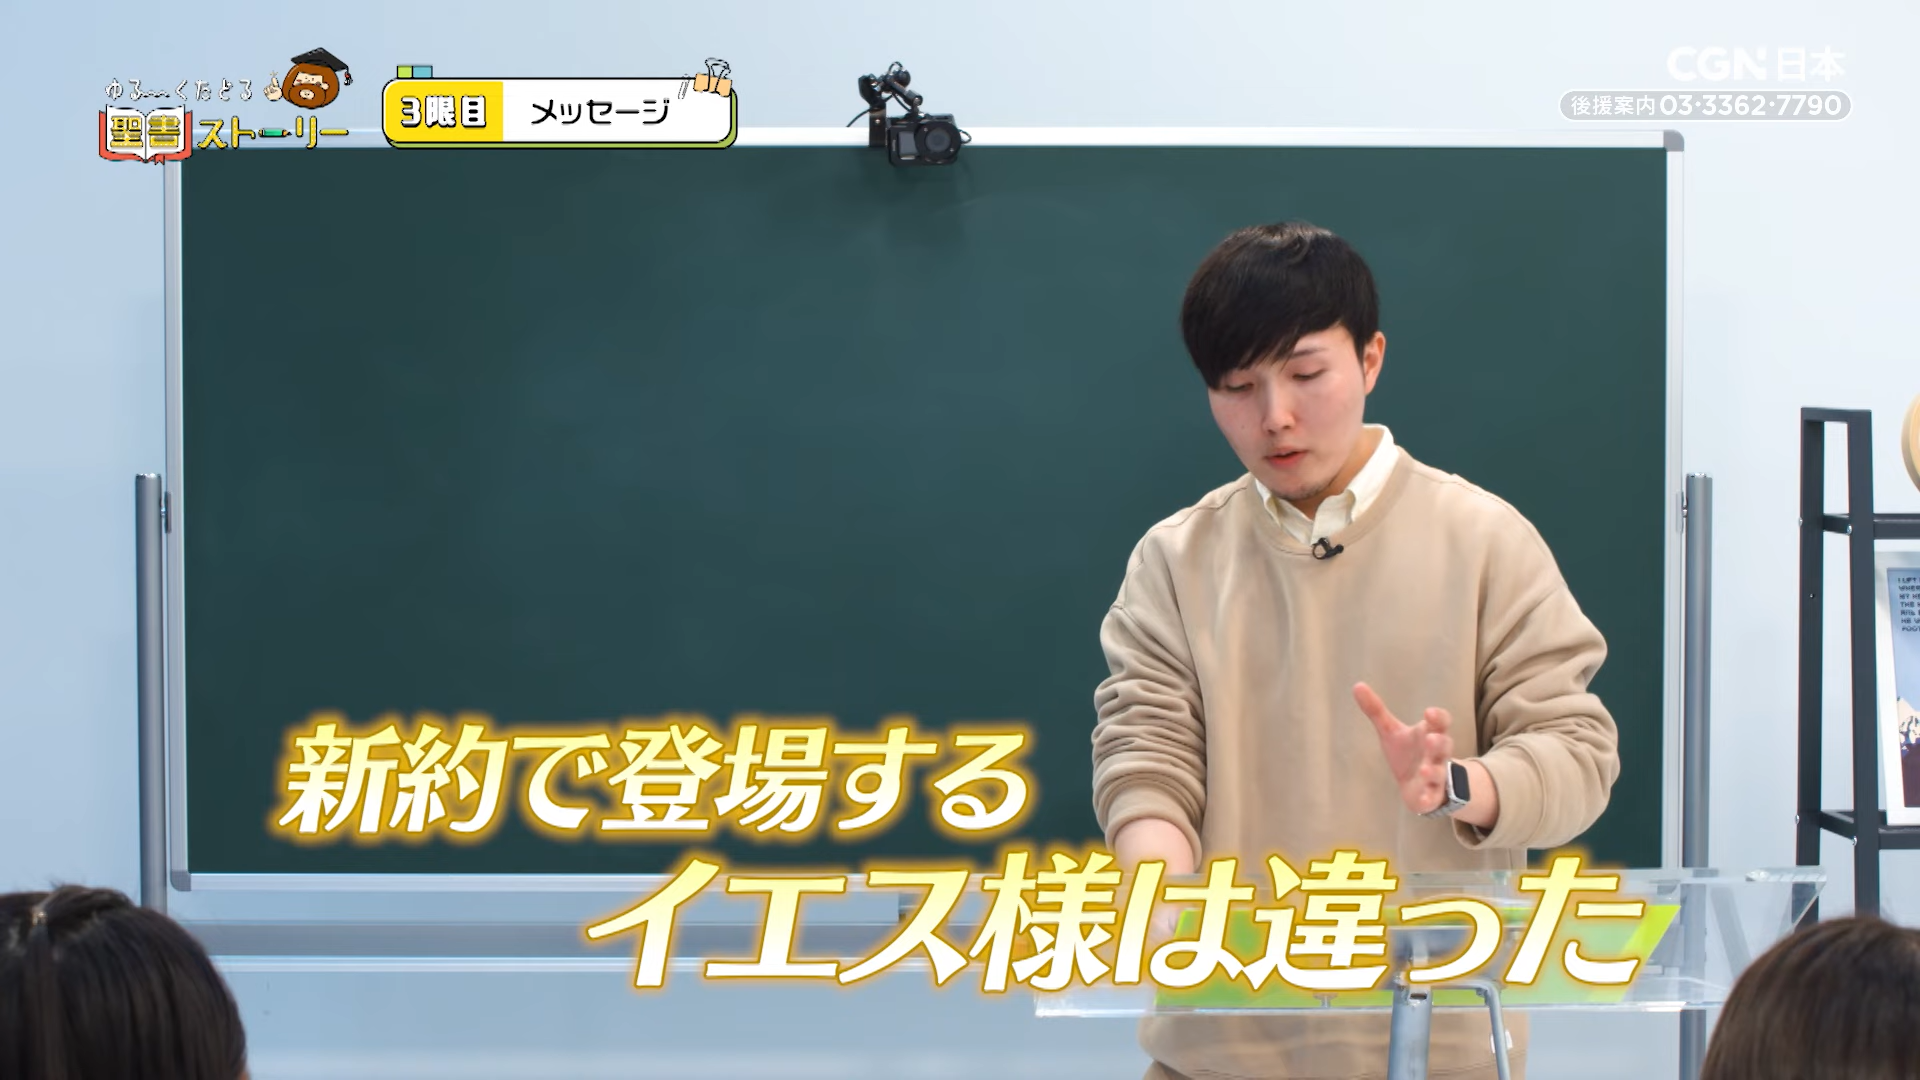 ゆる〜くたどる
聖書ストーリー
3限目 メッセージ
CGN日本
後援案内 03·3362·7790
新約で登場する
イエス様は違った